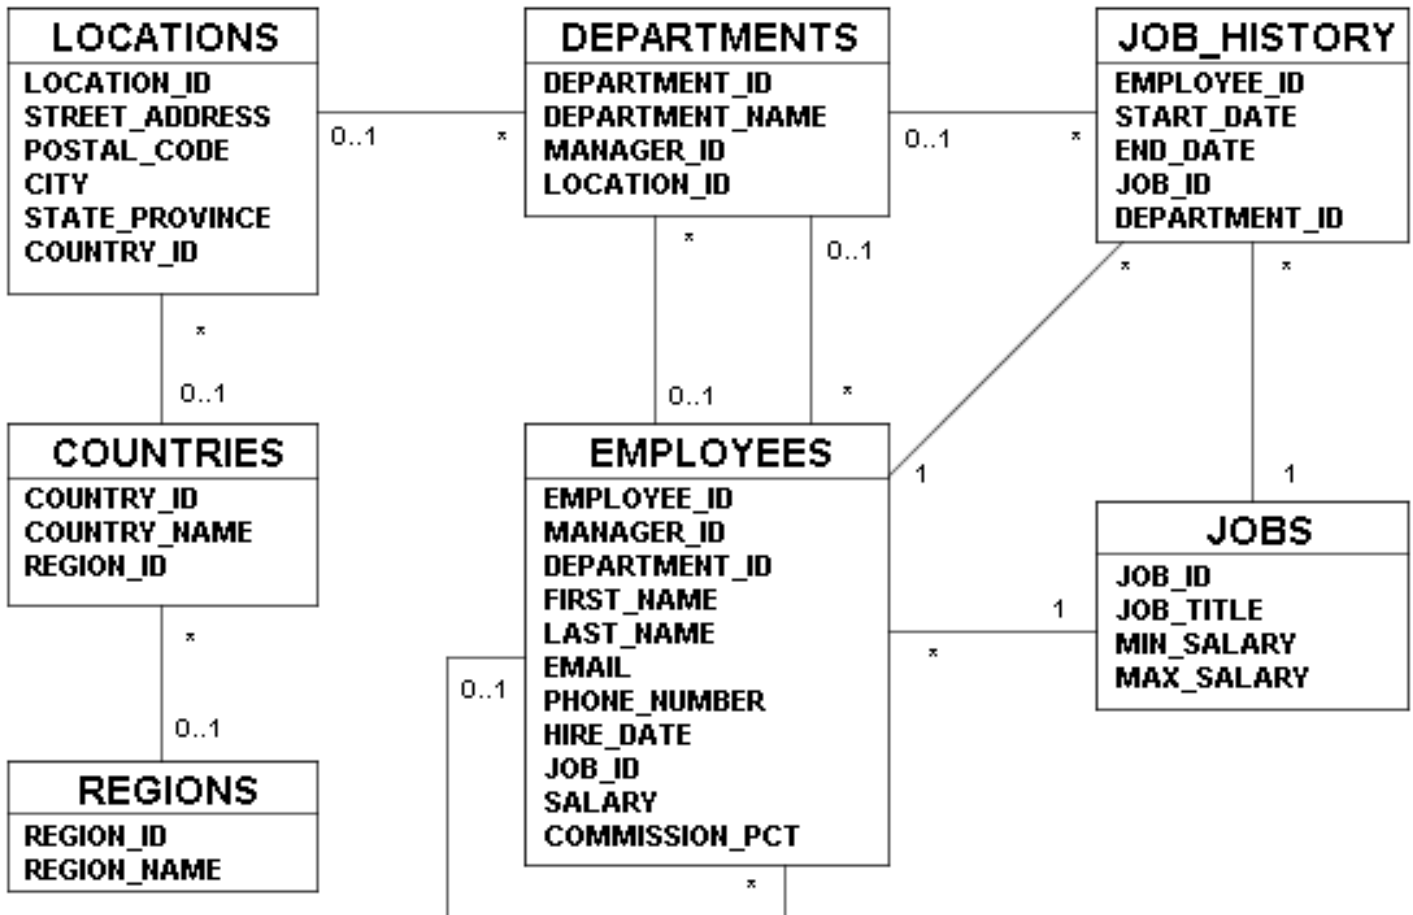 LOCATIONS
LOCATION_ID
STREET_ADDRESS
POSTAL_CODE
CITY
STATE_PROVINCE
COUNTRY_ID
0..1
*
DEPARTMENTS
DEPARTMENT_ID
DEPARTMENT_NAME
MANAGER_ID
LOCATION_ID
0..1
*
JOB_HISTORY
EMPLOYEE_ID
START_DATE
END_DATE
JOB_ID
DEPARTMENT_ID
*
0..1
*
0..1
0..1
*
*
1
*
1
COUNTRIES
COUNTRY_ID
COUNTRY_NAME
REGION_ID
*
0..1
EMPLOYEES
EMPLOYEE_ID
MANAGER_ID
DEPARTMENT_ID
FIRST_NAME
LAST_NAME
EMAIL
PHONE_NUMBER
HIRE_DATE
JOB_ID
SALARY
COMMISSION_PCT
0..1
*
*
1
JOBS
JOB_ID
JOB_TITLE
MIN_SALARY
MAX_SALARY
REGIONS
REGION_ID
REGION_NAME